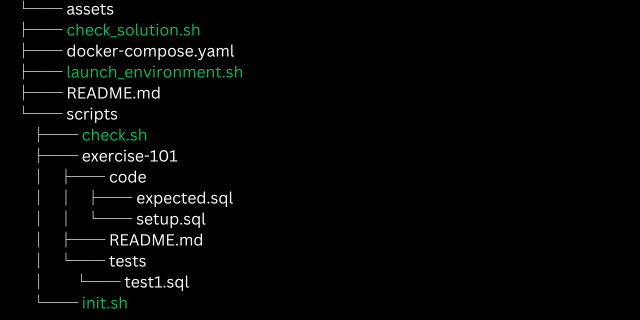 assets
check_solution.sh
docker-compose.yaml
launch_environment.sh
README.md
scripts
check.sh
exercise-101
code
expected.sql
setup.sql
README.md
tests
test1.sql
init.sh